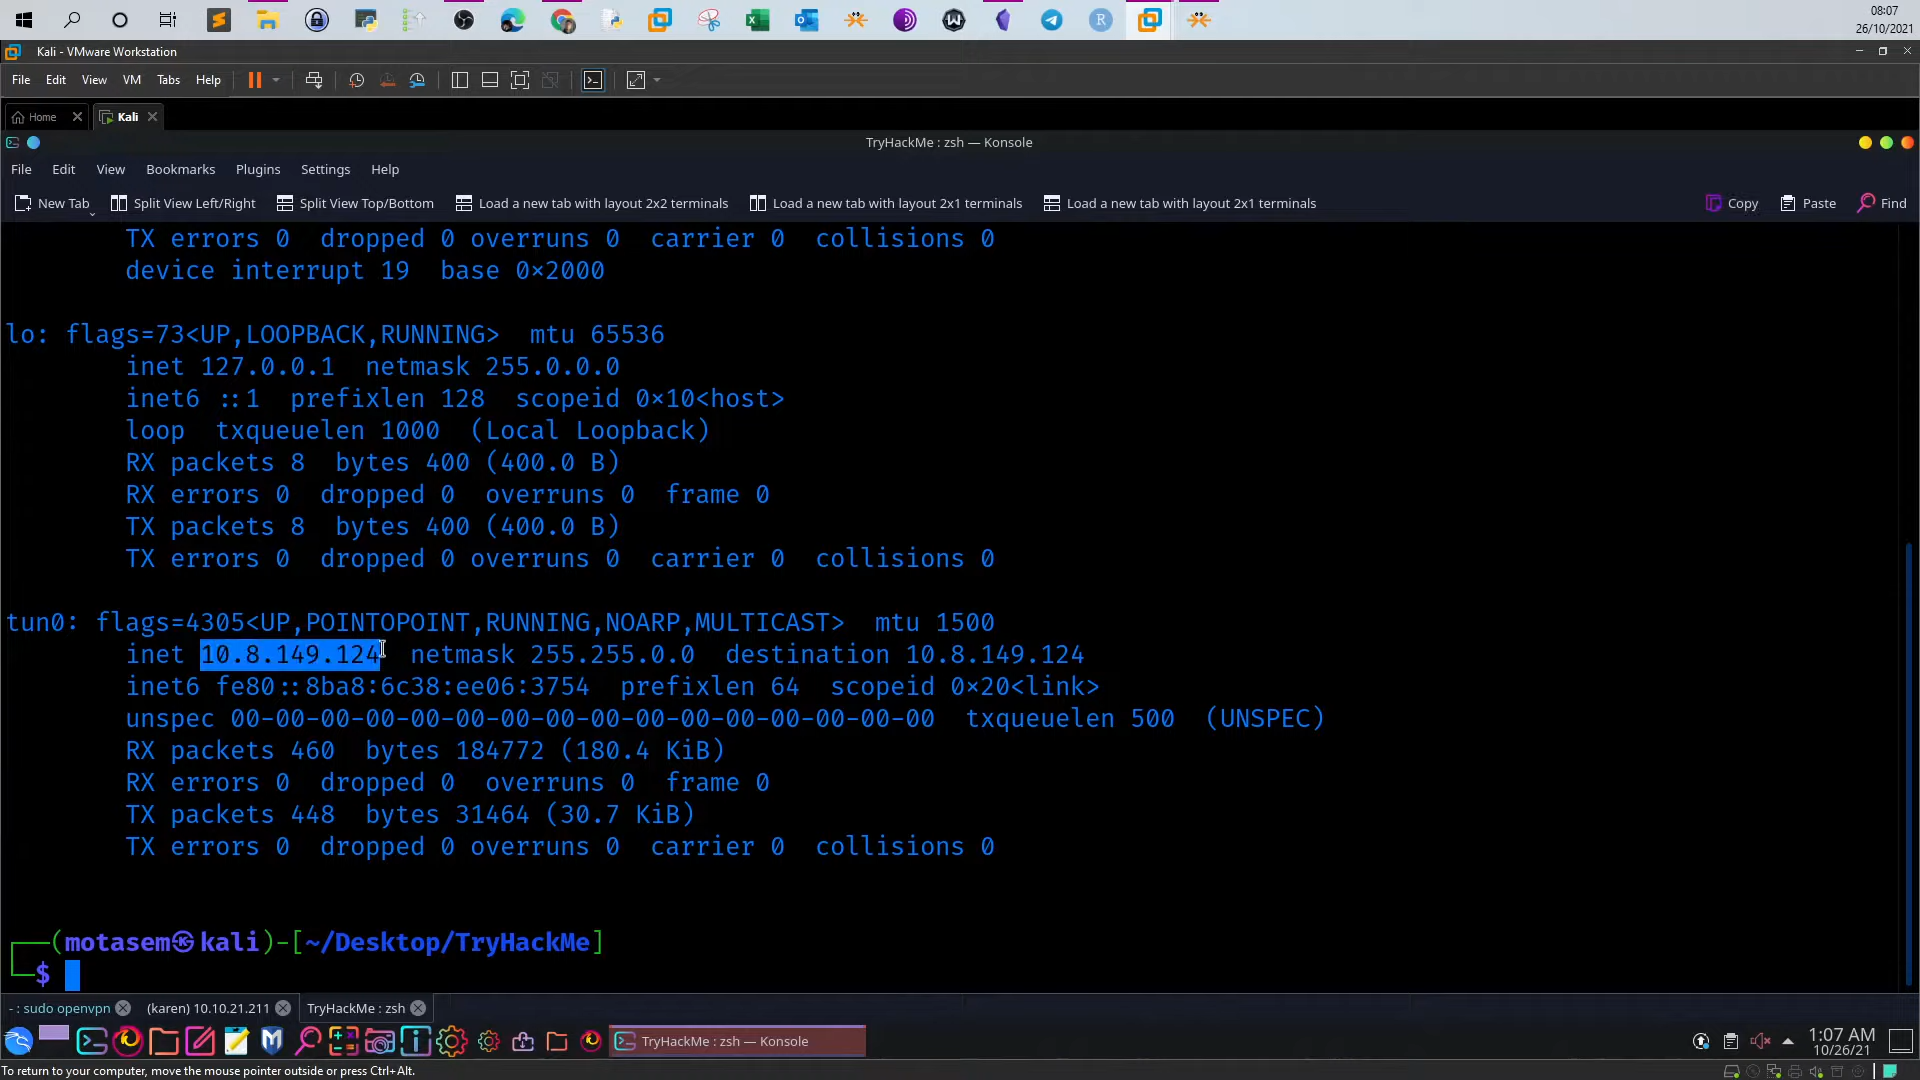 08:07
26/10/2021
Kali - VMware Workstation
File Edit View VM Tabs Help
Home Kali
TryHackMe : zsh — Konsole
File Edit View Bookmarks Plugins Settings Help
New Tab Split View Left/Right Split View Top/Bottom Load a new tab with layout 2x2 terminals Load a new tab with layout 2x1 terminals Load a new tab with layout 2x1 terminals Copy Paste Find
TX errors 0 dropped 0 overruns 0 carrier 0 collisions 0
device interrupt 19 base 0×2000
lo: flags=73<UP,LOOPBACK,RUNNING> mtu 65536
inet 127.0.0.1 netmask 255.0.0.0
inet6 ::1 prefixlen 128 scopeid 0×10<host>
loop txqueuelen 1000 (Local Loopback)
RX packets 8 bytes 400 (400.0 B)
RX errors 0 dropped 0 overruns 0 frame 0
TX packets 8 bytes 400 (400.0 B)
TX errors 0 dropped 0 overruns 0 carrier 0 collisions 0
tun0: flags=4305<UP,POINTOPOINT,RUNNING,NOARP,MULTICAST> mtu 1500
inet 10.8.149.124 netmask 255.255.0.0 destination 10.8.149.124
inet6 fe80::8ba8:6c38:ee06:3754 prefixlen 64 scopeid 0×20<link>
unspec 00-00-00-00-00-00-00-00-00-00-00-00-00-00-00-00 txqueuelen 500 (UNSPEC)
RX packets 460 bytes 184772 (180.4 KiB)
RX errors 0 dropped 0 overruns 0 frame 0
TX packets 448 bytes 31464 (30.7 KiB)
TX errors 0 dropped 0 overruns 0 carrier 0 collisions 0
(motasem㉿kali)-[~/Desktop/TryHackMe]
$
- : sudo openvpn (karen) 10.10.21.211 TryHackMe : zsh
TryHackMe : zsh — Konsole
1:07 AM
10/26/21
To return to your computer, move the mouse pointer outside or press Ctrl+Alt.